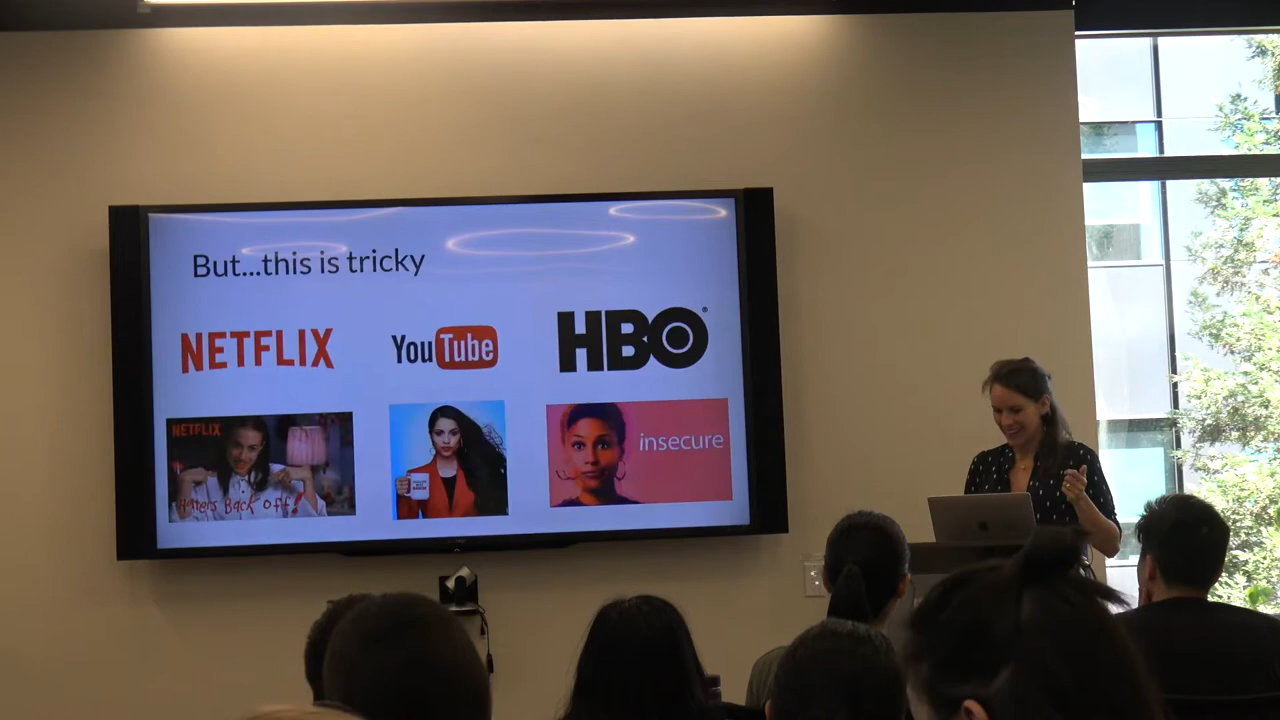 But...this is tricky
NETFLIX
YouTube
HBO
NETFLIX
Haters Back Off!
insecure